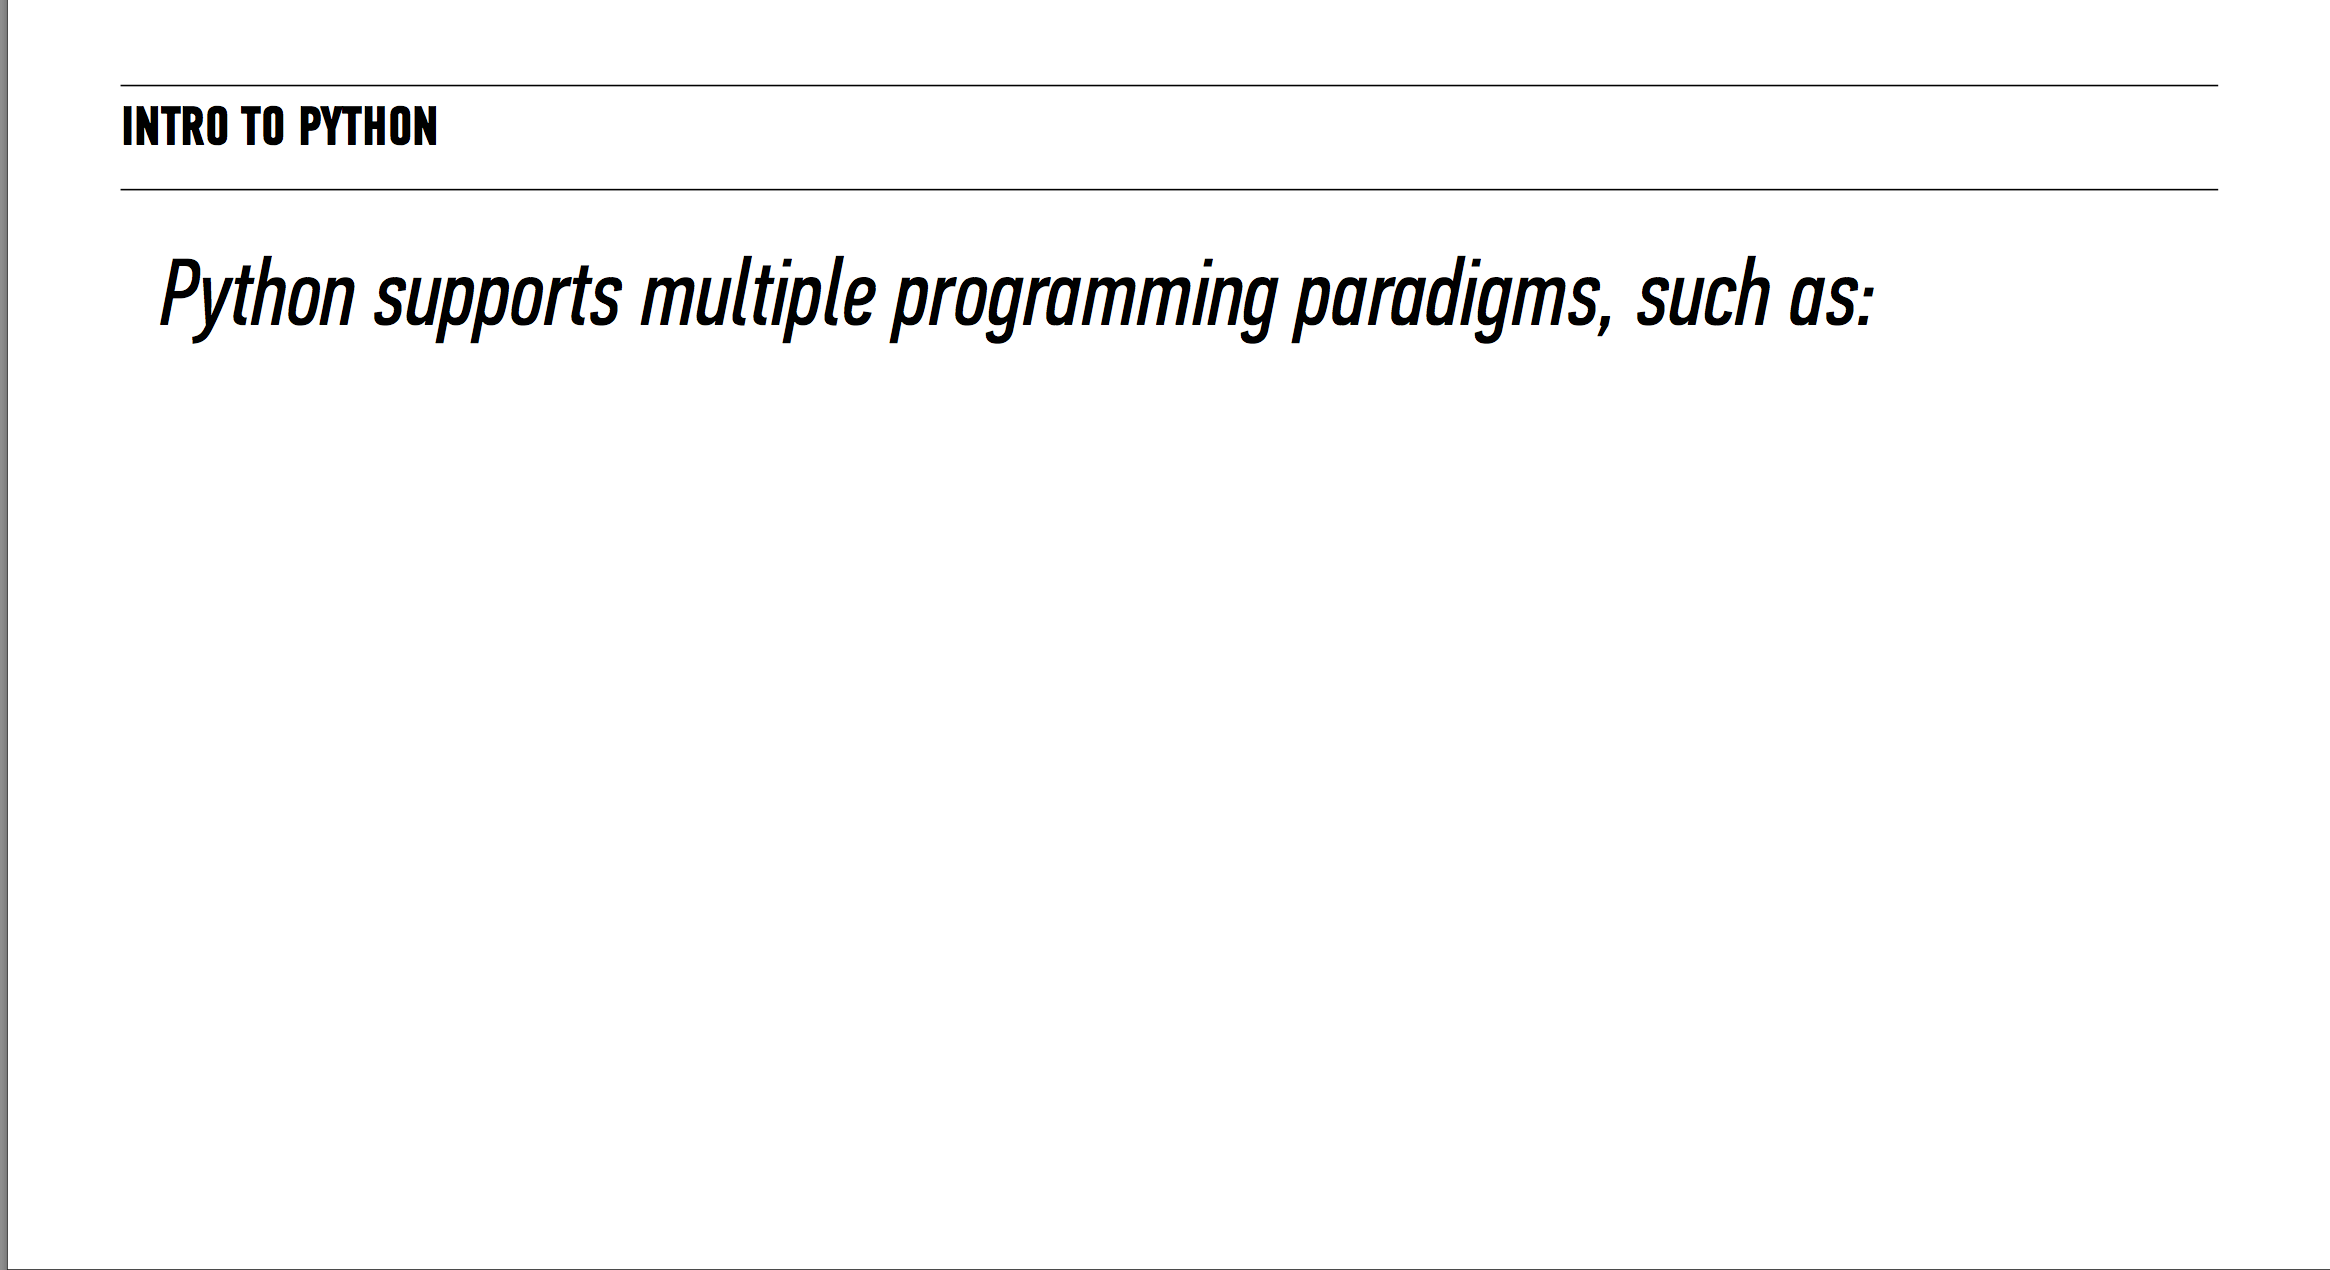 INTRO TO PYTHON
Python supports multiple programming paradigms, such as: